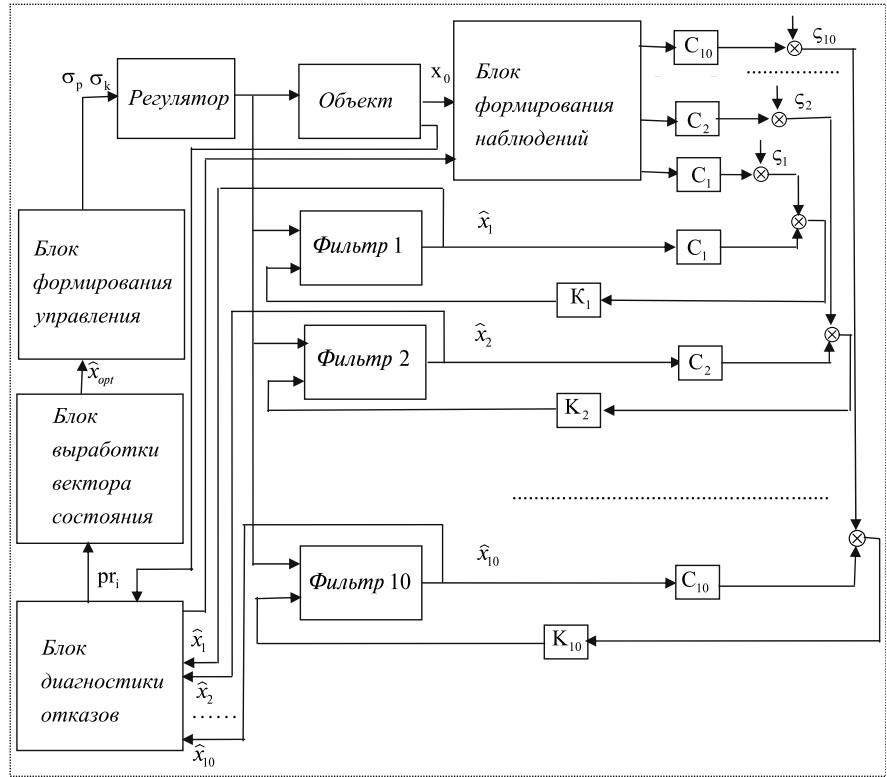 σp σk
Регулятор
Объект
x0
Блок
формирования
наблюдений
C10
ς10
C2
ς2
C1
ς1
Блок
формирования
управления
Фильтр 1
x̂1
C1
K1
Фильтр 2
x̂2
C2
K2
x̂opt
Блок
выработки
вектора
состояния
pri
Фильтр 10
x̂10
C10
K10
Блок
диагностики
отказов
x̂1
x̂2
x̂10